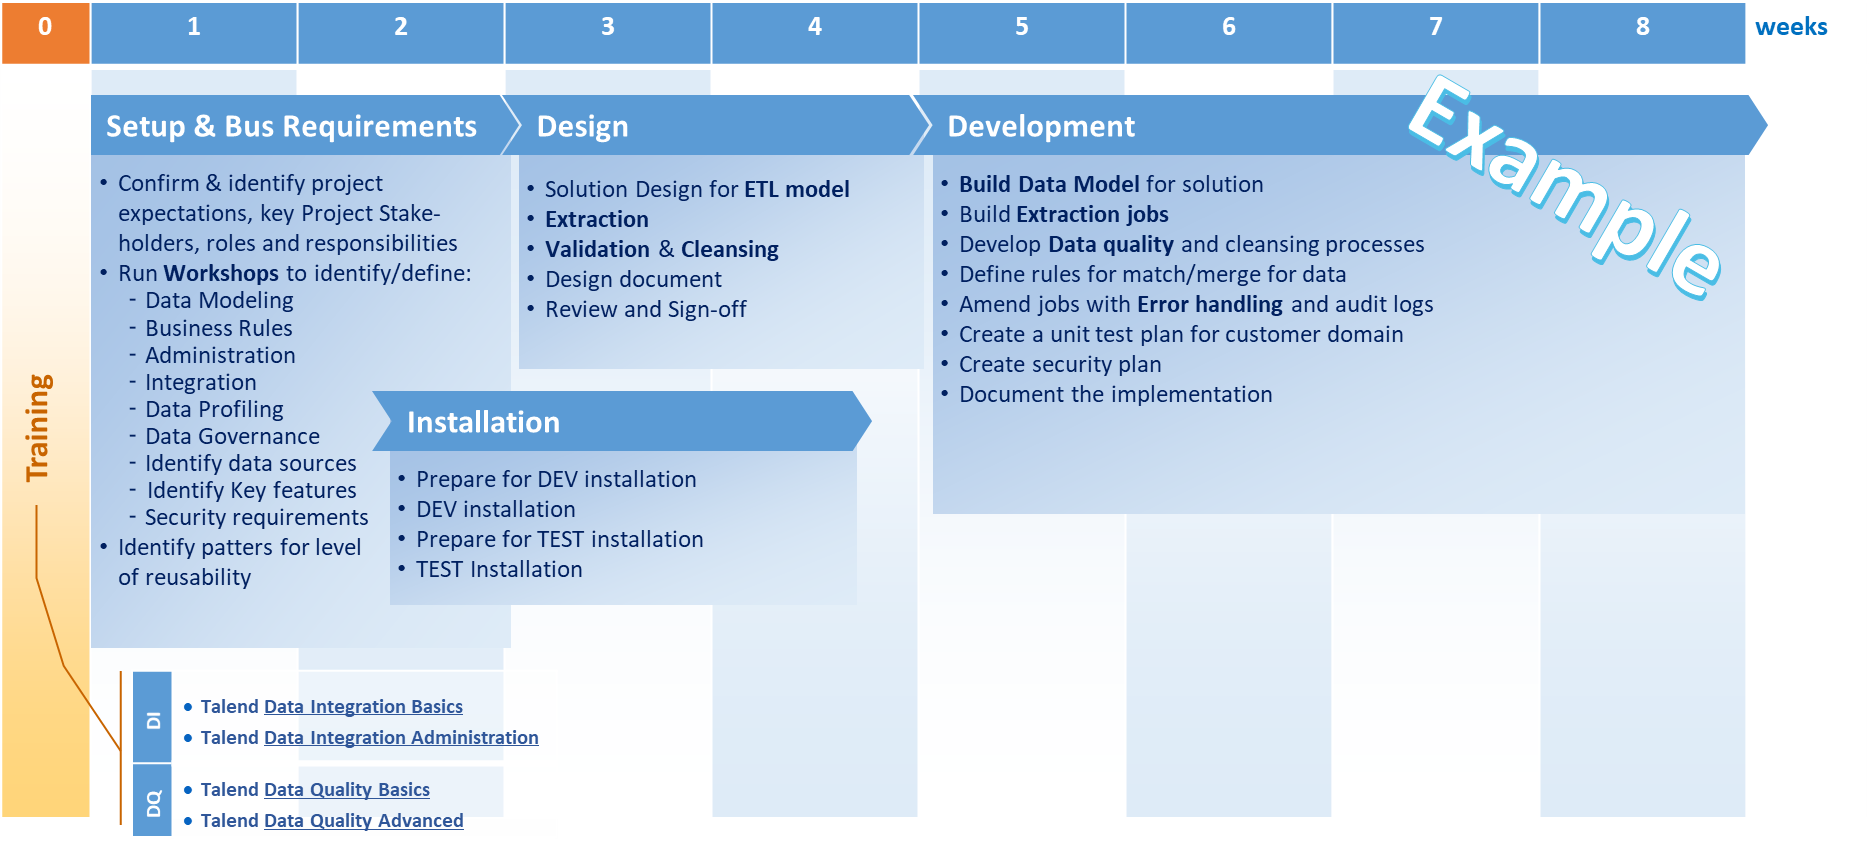 0 1 2 3 4 5 6 7 8 weeks
Setup & Bus Requirements
• Confirm & identify project
expectations, key Project Stake-
holders, roles and responsibilities
• Run Workshops to identify/define:
- Data Modeling
- Business Rules
- Administration
- Integration
- Data Profiling
- Data Governance
- Identify data sources
- Identify Key features
- Security requirements
• Identify patters for level
of reusability
Design
• Solution Design for ETL model
• Extraction
• Validation & Cleansing
• Design document
• Review and Sign-off
Installation
• Prepare for DEV installation
• DEV installation
• Prepare for TEST installation
• TEST Installation
Development
• Build Data Model for solution
• Build Extraction jobs
• Develop Data quality and cleansing processes
• Define rules for match/merge for data
• Amend jobs with Error handling and audit logs
• Create a unit test plan for customer domain
• Create security plan
• Document the implementation
Example
Training
DI
• Talend Data Integration Basics
• Talend Data Integration Administration
DQ
• Talend Data Quality Basics
• Talend Data Quality Advanced